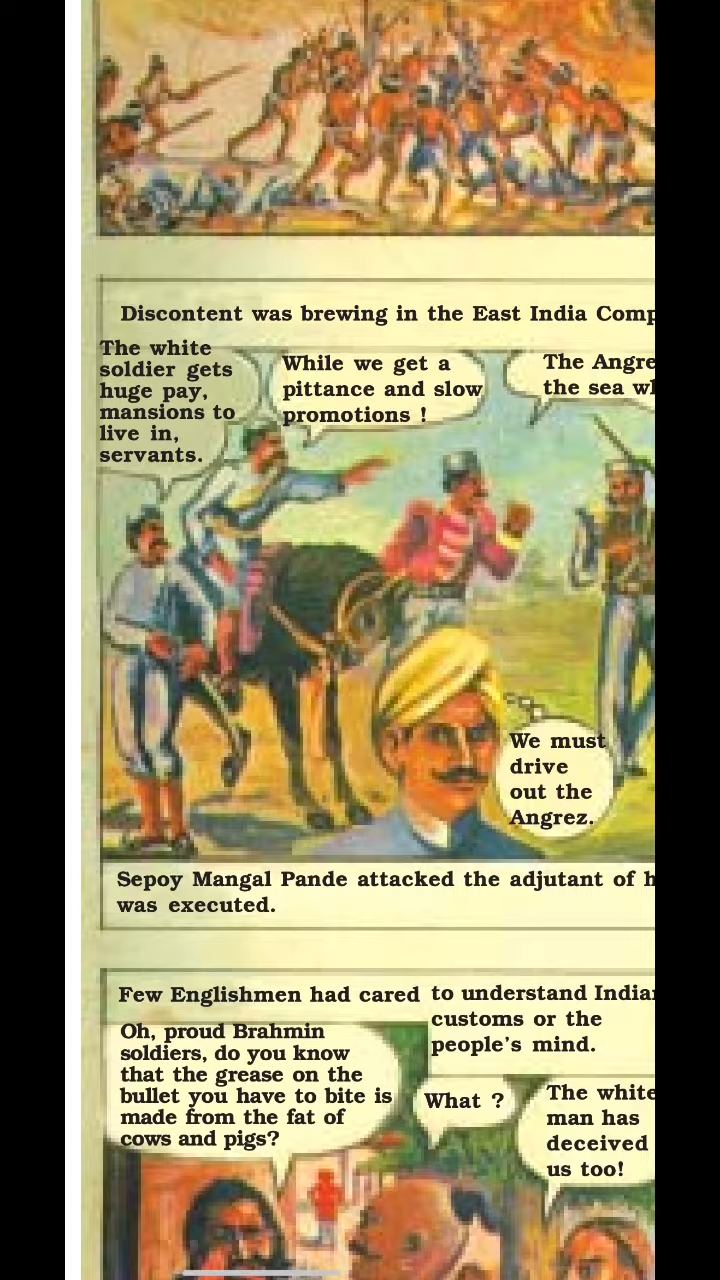 Discontent was brewing in the East India
The white
soldier gets
huge pay,
mansions to
live in,
servants.
While we get a
pittance and slow
promotions !
The
the sea
We must
drive
out the
Angrez.
Sepoy Mangal Pande attacked the adjutant of
was executed.
Few Englishmen had cared to understand
customs or the
people's mind.
Oh, proud Brahmin
soldiers, do you know
that the grease on the
bullet you have to bite is
made from the fat of
cows and pigs?
What ?
The white
man has
deceived
us too!